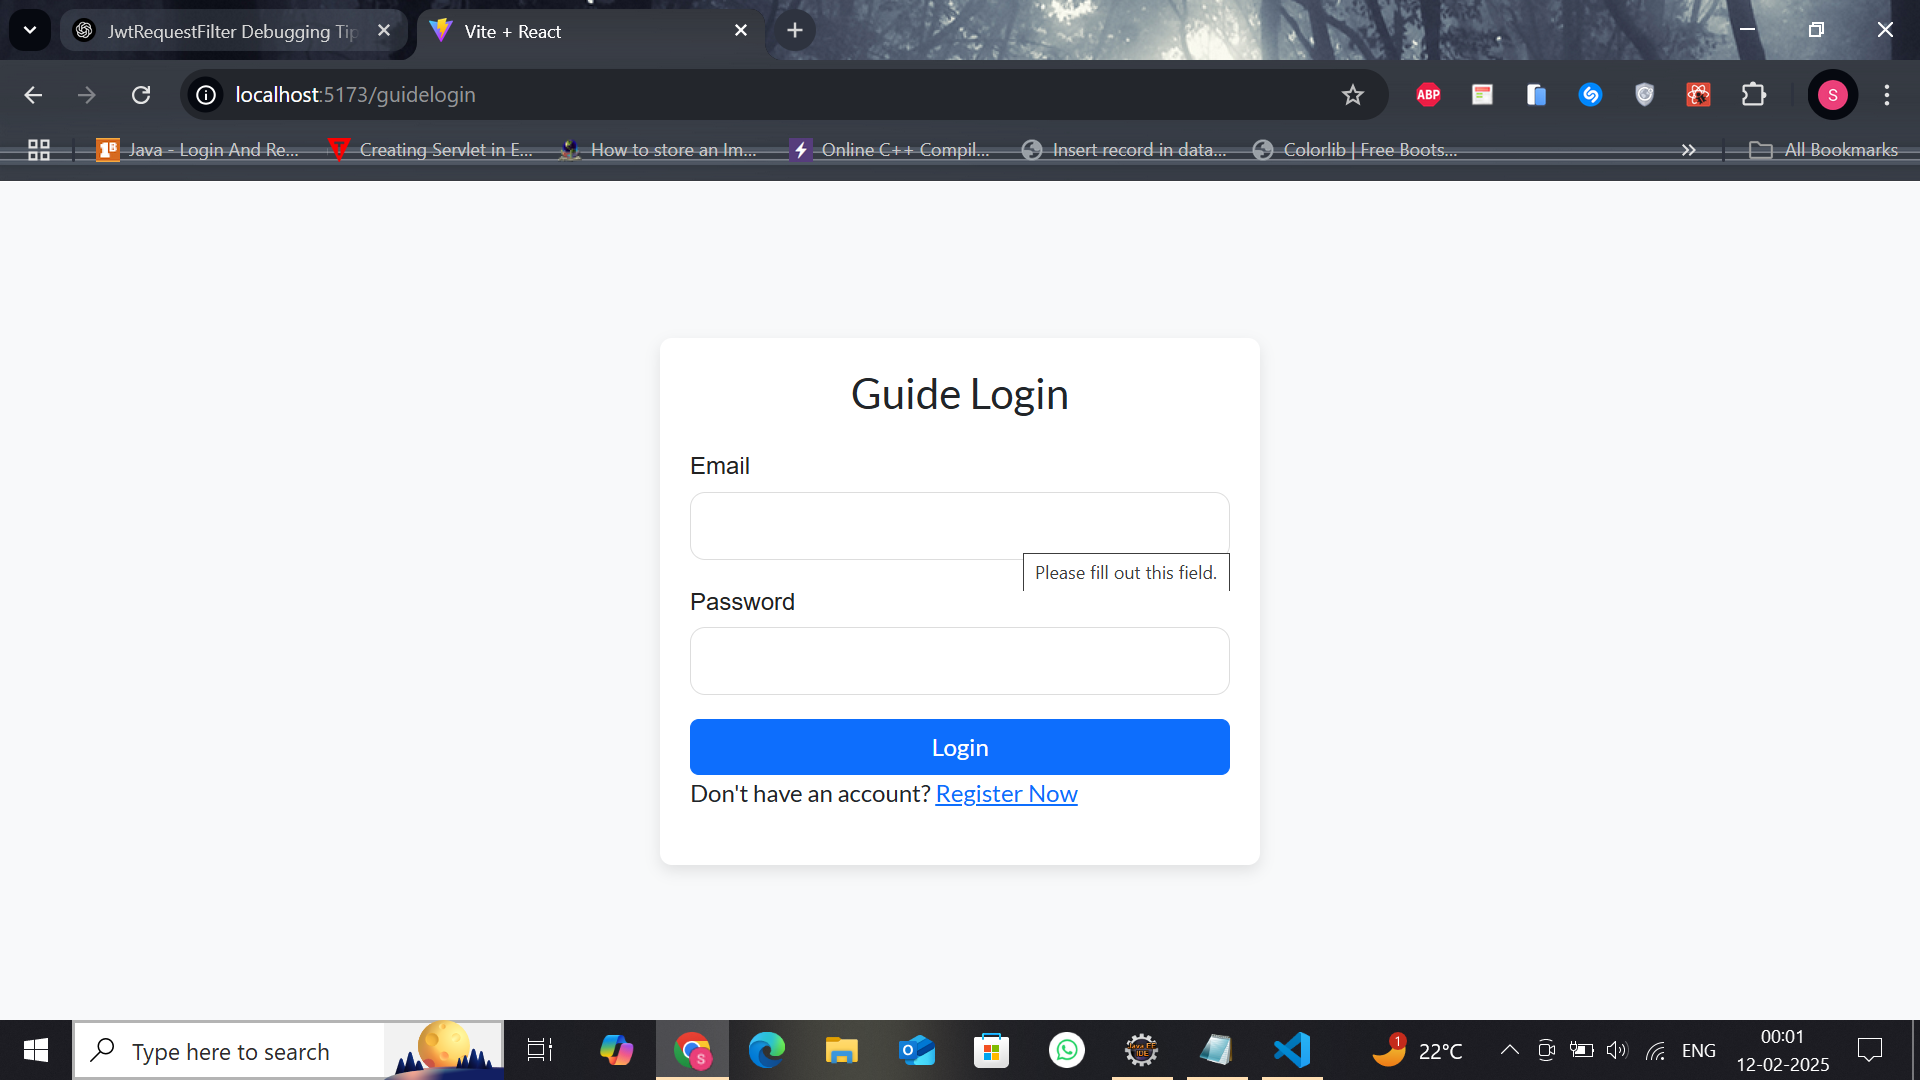 JwtRequestFilter Debugging Tip
Vite + React
localhost:5173/guidelogin
ABP
S
Java - Login And Re...
Creating Servlet in E...
How to store an Im...
Online C++ Compil...
Insert record in data...
Colorlib | Free Boots...
All Bookmarks
Guide Login
Email
Please fill out this field.
Password
Login
Don't have an account? Register Now
Type here to search
S
Java EE
IDE
1
22°C
ENG
00:01
12-02-2025